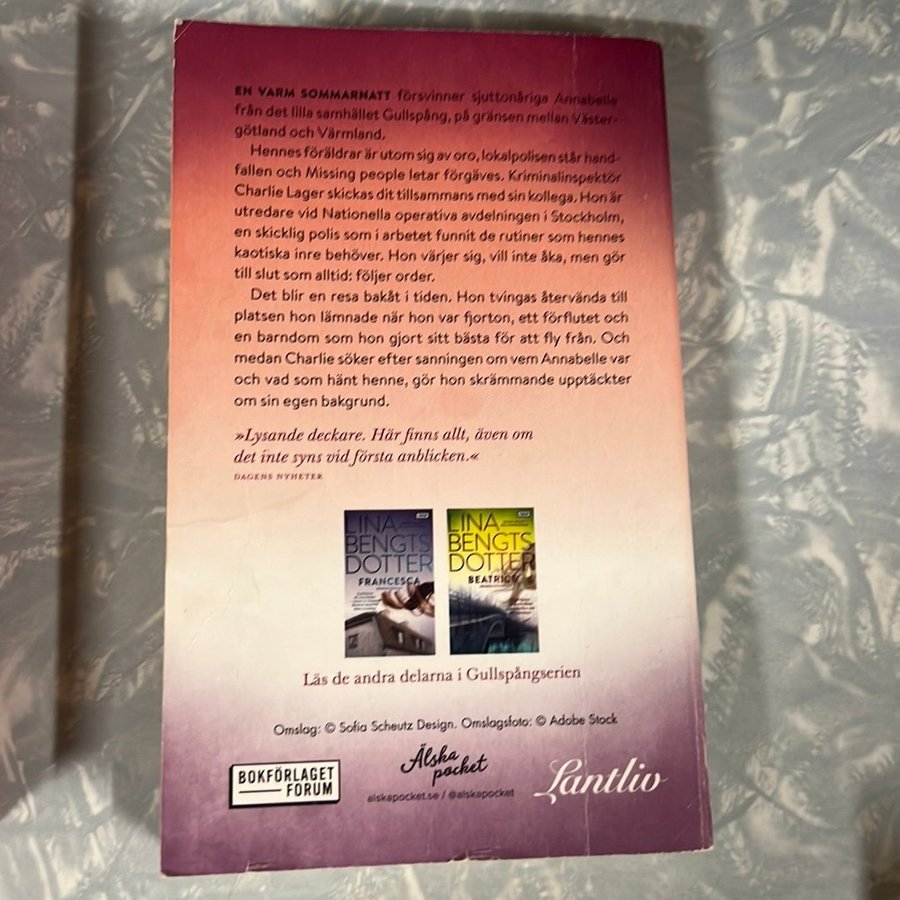 EN VARM SOMMARNATT försvinner sjuttonåriga Annabelle
från det lilla samhället Gullspång, på gränsen mellan Väster-
götland och Värmland.
Hennes föräldrar är utom sig av oro, lokalpolisen står hand-
fallen och Missing people letar förgäves. Kriminalinspektör
Charlie Lager skickas dit tillsammans med sin kollega. Hon är
utredare vid Nationella operativa avdelningen i Stockholm,
en skicklig polis som i arbetet funnit de rutiner som hennes
kaotiska inre behöver. Hon värjer sig, vill inte åka, men gör
till slut som alltid: följer order.
Det blir en resa bakåt i tiden. Hon tvingas återvända till
platsen hon lämnade när hon var fjorton, ett förflutet och
en barndom som hon gjort sitt bästa för att fly från. Och
medan Charlie söker efter sanningen om vem Annabelle var
och vad som hänt henne, gör hon skrämmande upptäckter
om sin egen bakgrund.
»Lysande deckare. Här finns allt, även om
det inte syns vid första anblicken.«
DAGENS NYHETER
LINA
BENGTS
DOTTER
FRANCESCA
LINA
BENGTS
DOTTER
BEATRICE
Läs de andra delarna i Gullspångserien
Omslag: © Sofia Scheutz Design. Omslagsfoto: © Adobe Stock
BOKFÖRLAGET
FORUM
Älska
pocket
alskapocket.se / @alskapocket
Lantliv